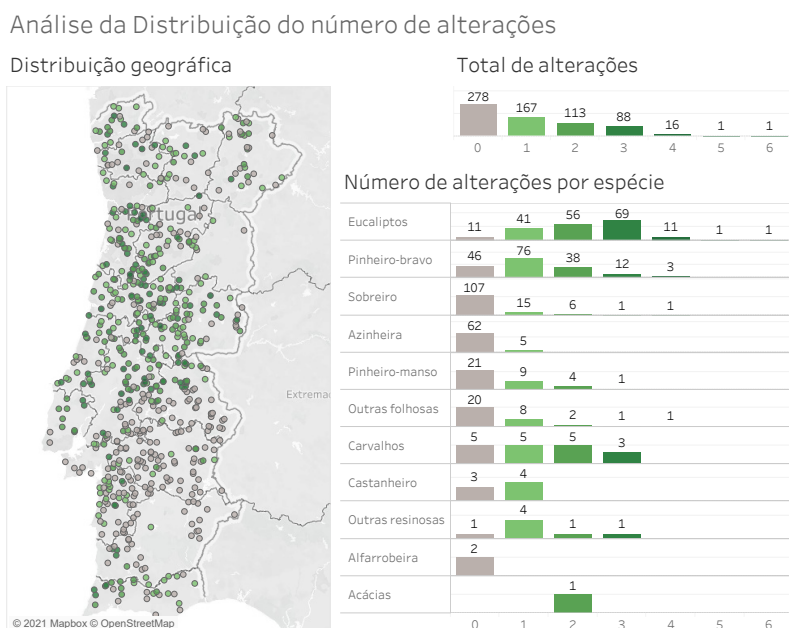 Análise da Distribuição do número de alterações
Distribuição geográfica
Portugal
Extrema
© 2021 Mapbox © OpenStreetMap
Total de alterações
278 167 113 88 16 1 1
0 1 2 3 4 5 6
Número de alterações por espécie
Eucaliptos 11 41 56 69 11 1 1
Pinheiro-bravo 46 76 38 12 3
Sobreiro 107 15 6 1 1
Azinheira 62 5
Pinheiro-manso 21 9 4 1
Outras folhosas 20 8 2 1 1
Carvalhos 5 5 5 3
Castanheiro 3 4
Outras resinosas 1 4 1 1
Alfarrobeira 2
Acácias 1
0 1 2 3 4 5 6